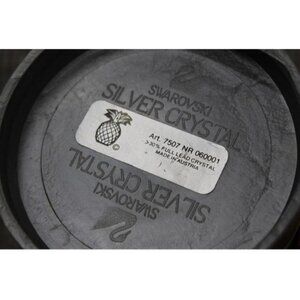 SWAROVSKI
SILVER CRYSTAL
Art. 7507 NR 060001
>30% FULL LEAD CRYSTAL
MADE IN AUSTRIA
©
SWAROVSKI
SILVER CRYSTAL